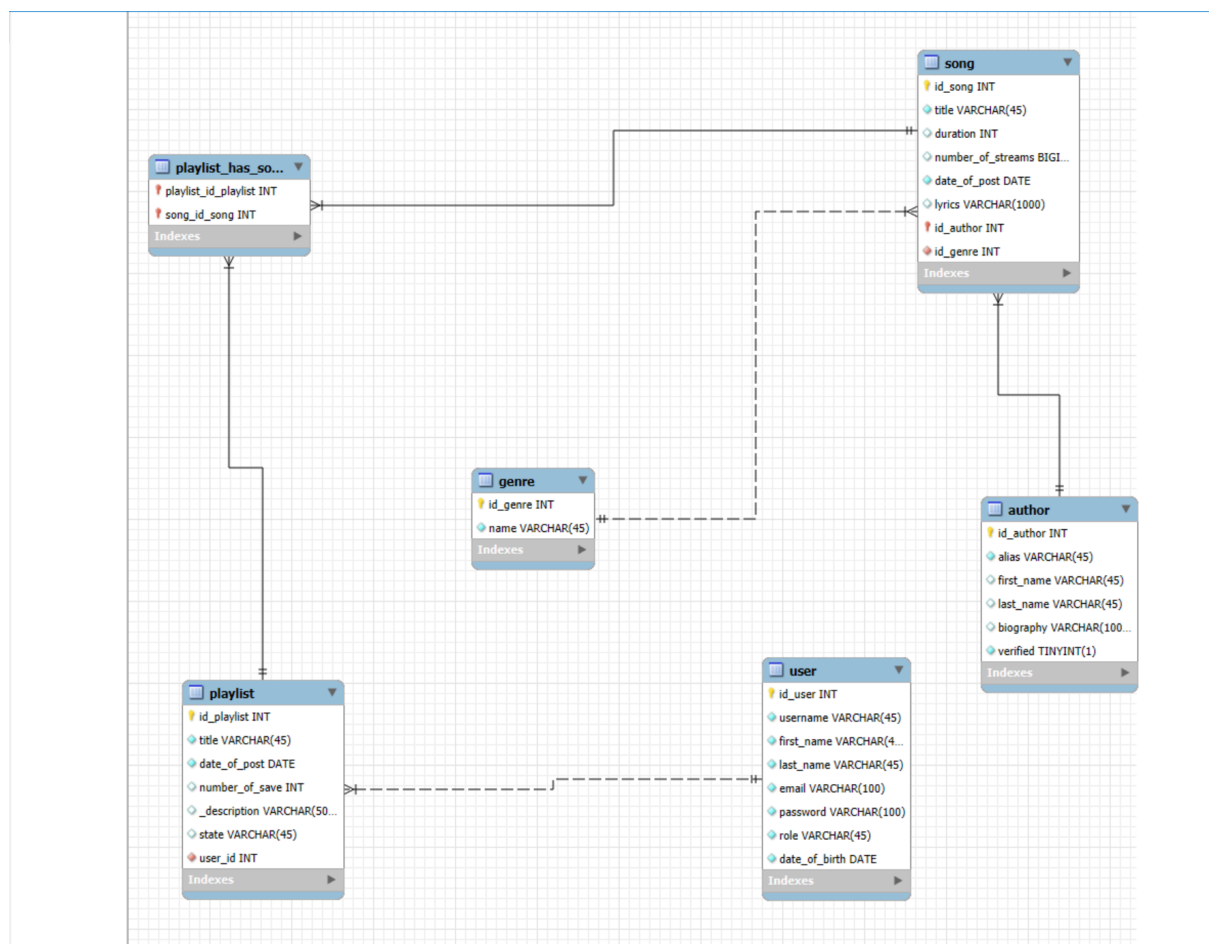 song
id_song INT
title VARCHAR(45)
duration INT
number_of_streams BIGI...
date_of_post DATE
lyrics VARCHAR(1000)
id_author INT
id_genre INT
Indexes
playlist_has_so...
playlist_id_playlist INT
song_id_song INT
Indexes
genre
id_genre INT
name VARCHAR(45)
Indexes
author
id_author INT
alias VARCHAR(45)
first_name VARCHAR(45)
last_name VARCHAR(45)
biography VARCHAR(100...
verified TINYINT(1)
Indexes
playlist
id_playlist INT
title VARCHAR(45)
date_of_post DATE
number_of_save INT
_description VARCHAR(50...
state VARCHAR(45)
user_id INT
Indexes
user
id_user INT
username VARCHAR(45)
first_name VARCHAR(4...
last_name VARCHAR(45)
email VARCHAR(100)
password VARCHAR(100)
role VARCHAR(45)
date_of_birth DATE
Indexes